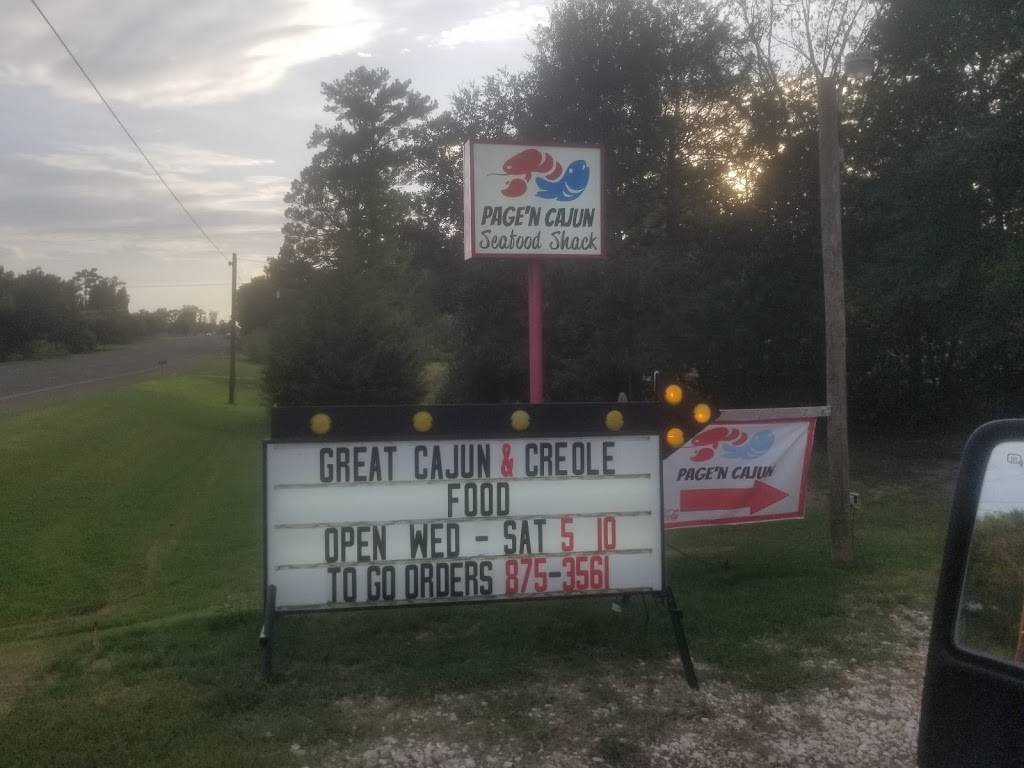 PAGE'N CAJUN
Seafood Shack
GREAT CAJUN & CREOLE
FOOD
OPEN WED - SAT 5 10
TO GO ORDERS 875-3561
PAGE'N CAJUN